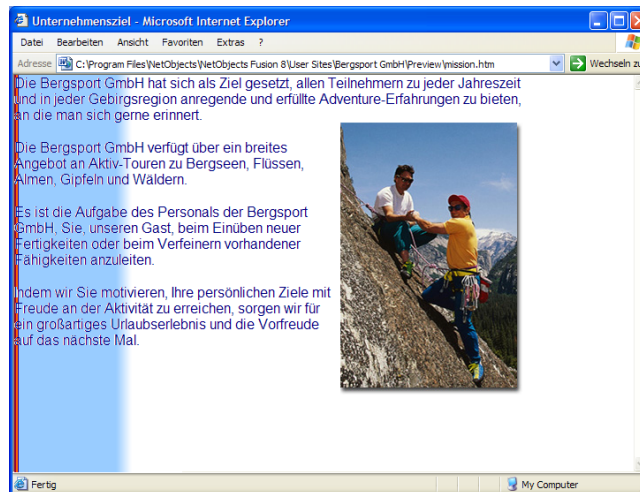 Unternehmensziel - Microsoft Internet Explorer
Datei Bearbeiten Ansicht Favoriten Extras ?
Adresse C:\Program Files\NetObjects\NetObjects Fusion 8\User Sites\Bergsport GmbH\Preview\mission.htm Wechseln zu
Die Bergsport GmbH hat sich als Ziel gesetzt, allen Teilnehmern zu jeder Jahreszeit
und in jeder Gebirgsregion anregende und erfüllte Adventure-Erfahrungen zu bieten,
an die man sich gerne erinnert.
Die Bergsport GmbH verfügt über ein breites
Angebot an Aktiv-Touren zu Bergseen, Flüssen,
Almen, Gipfeln und Wäldern.
Es ist die Aufgabe des Personals der Bergsport
GmbH, Sie, unseren Gast, beim Einüben neuer
Fertigkeiten oder beim Verfeinern vorhandener
Fähigkeiten anzuleiten.
Indem wir Sie motivieren, Ihre persönlichen Ziele mit
Freude an der Aktivität zu erreichen, sorgen wir für
ein großartiges Urlaubserlebnis und die Vorfreude
auf das nächste Mal.
Fertig My Computer